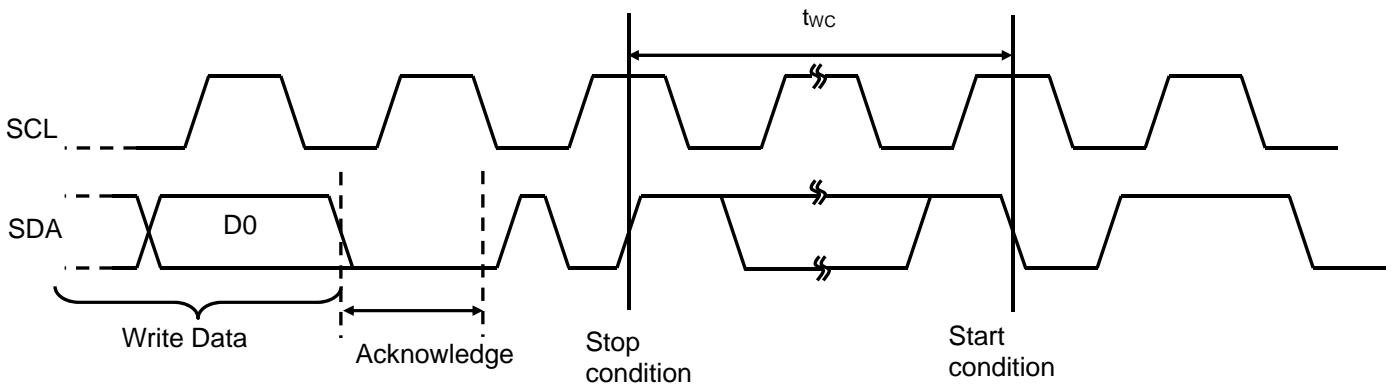 tWC
SCL
SDA
D0
Write Data
Acknowledge
Stop
condition
Start
condition